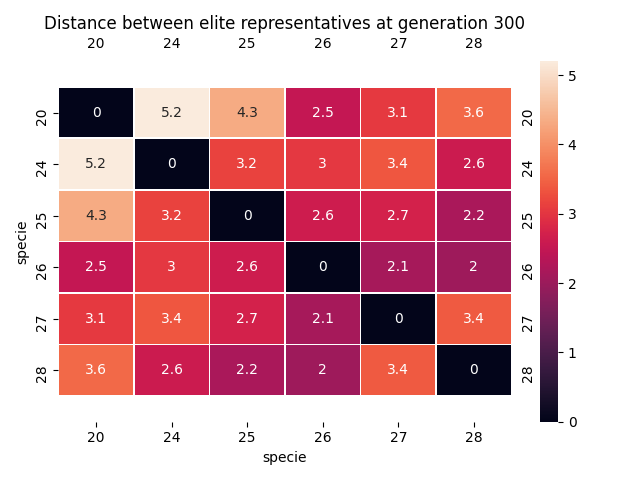 Distance between elite representatives at generation 300
20 24 25 26 27 28
20 0 5.2 4.3 2.5 3.1 3.6 20
24 5.2 0 3.2 3 3.4 2.6 24
25 4.3 3.2 0 2.6 2.7 2.2 25
26 2.5 3 2.6 0 2.1 2 26
27 3.1 3.4 2.7 2.1 0 3.4 27
28 3.6 2.6 2.2 2 3.4 0 28
20 24 25 26 27 28
specie
specie
5
4
3
2
1
0